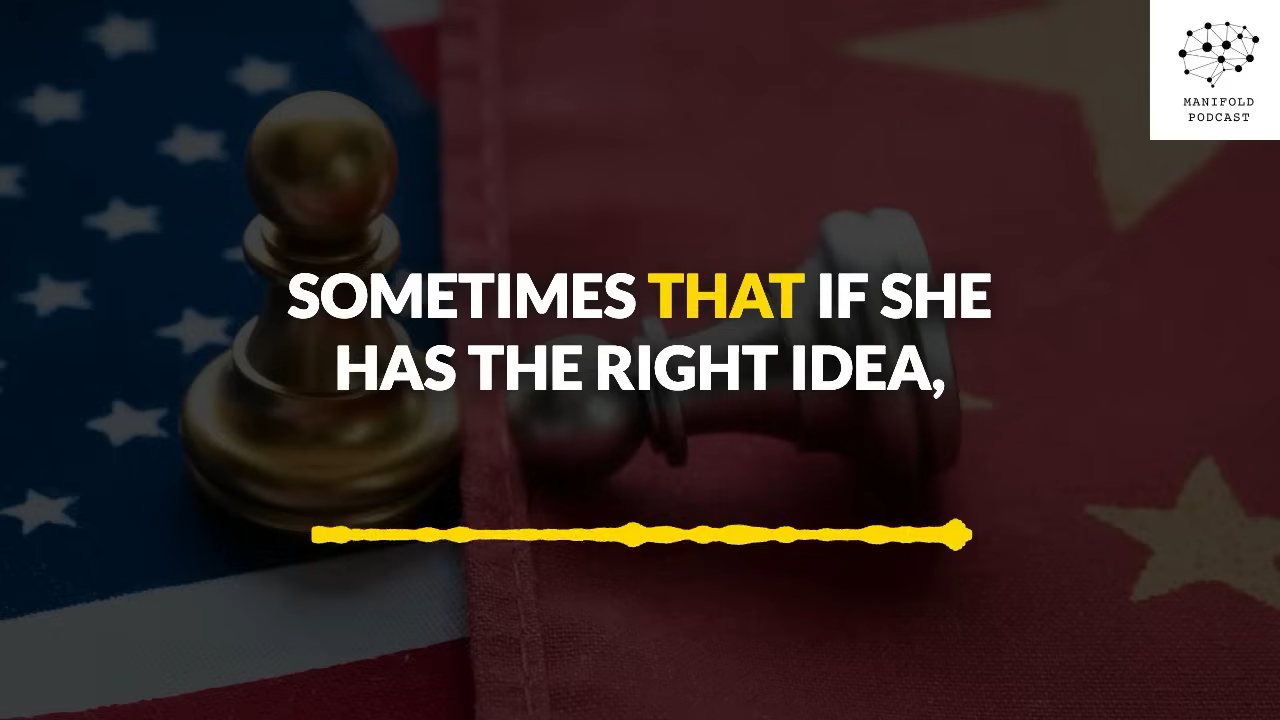 MANIFOLD
PODCAST
SOMETIMES THAT IF SHE
HAS THE RIGHT IDEA,